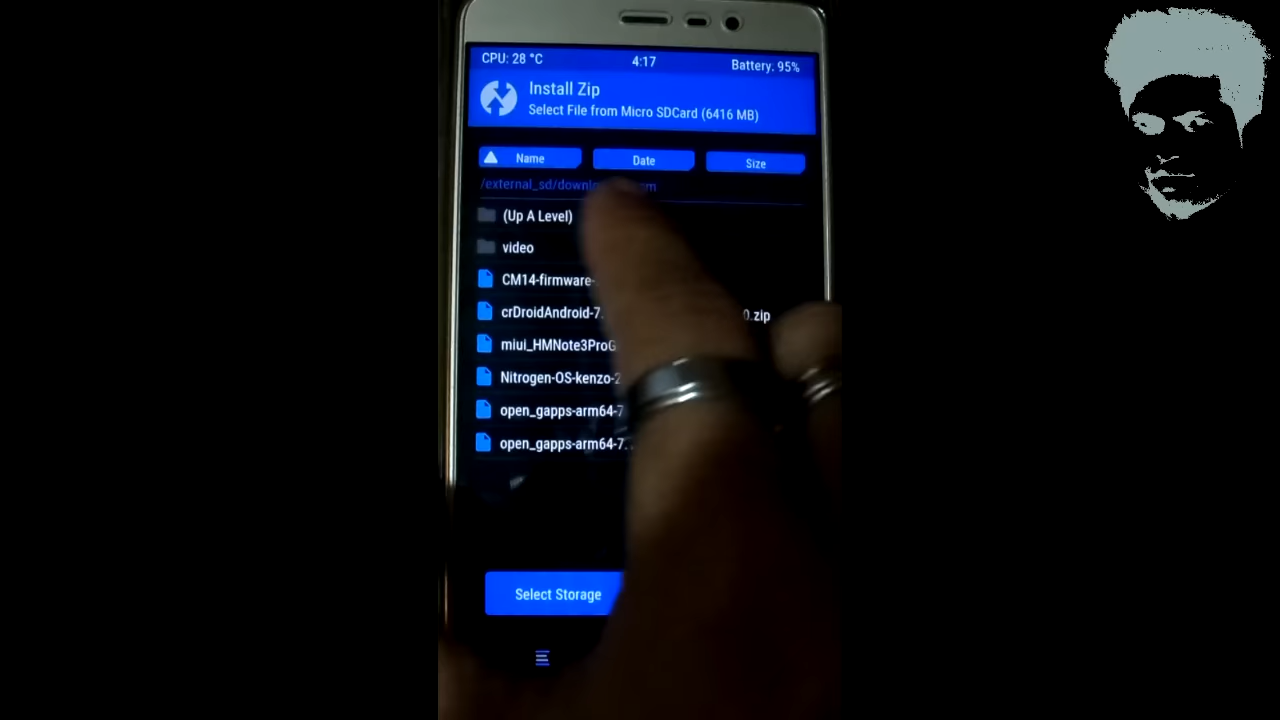 CPU: 28 °C 4:17 Battery: 95%
Install Zip
Select File from Micro SDCard (6416 MB)
Name Date Size
/external_sd/downl
(Up A Level)
video
CM14-firmware-
crDroidAndroid-7. 0.zip
miui_HMNote3ProG
Nitrogen-OS-kenzo-2
open_gapps-arm64-7
open_gapps-arm64-7.
Select Storage